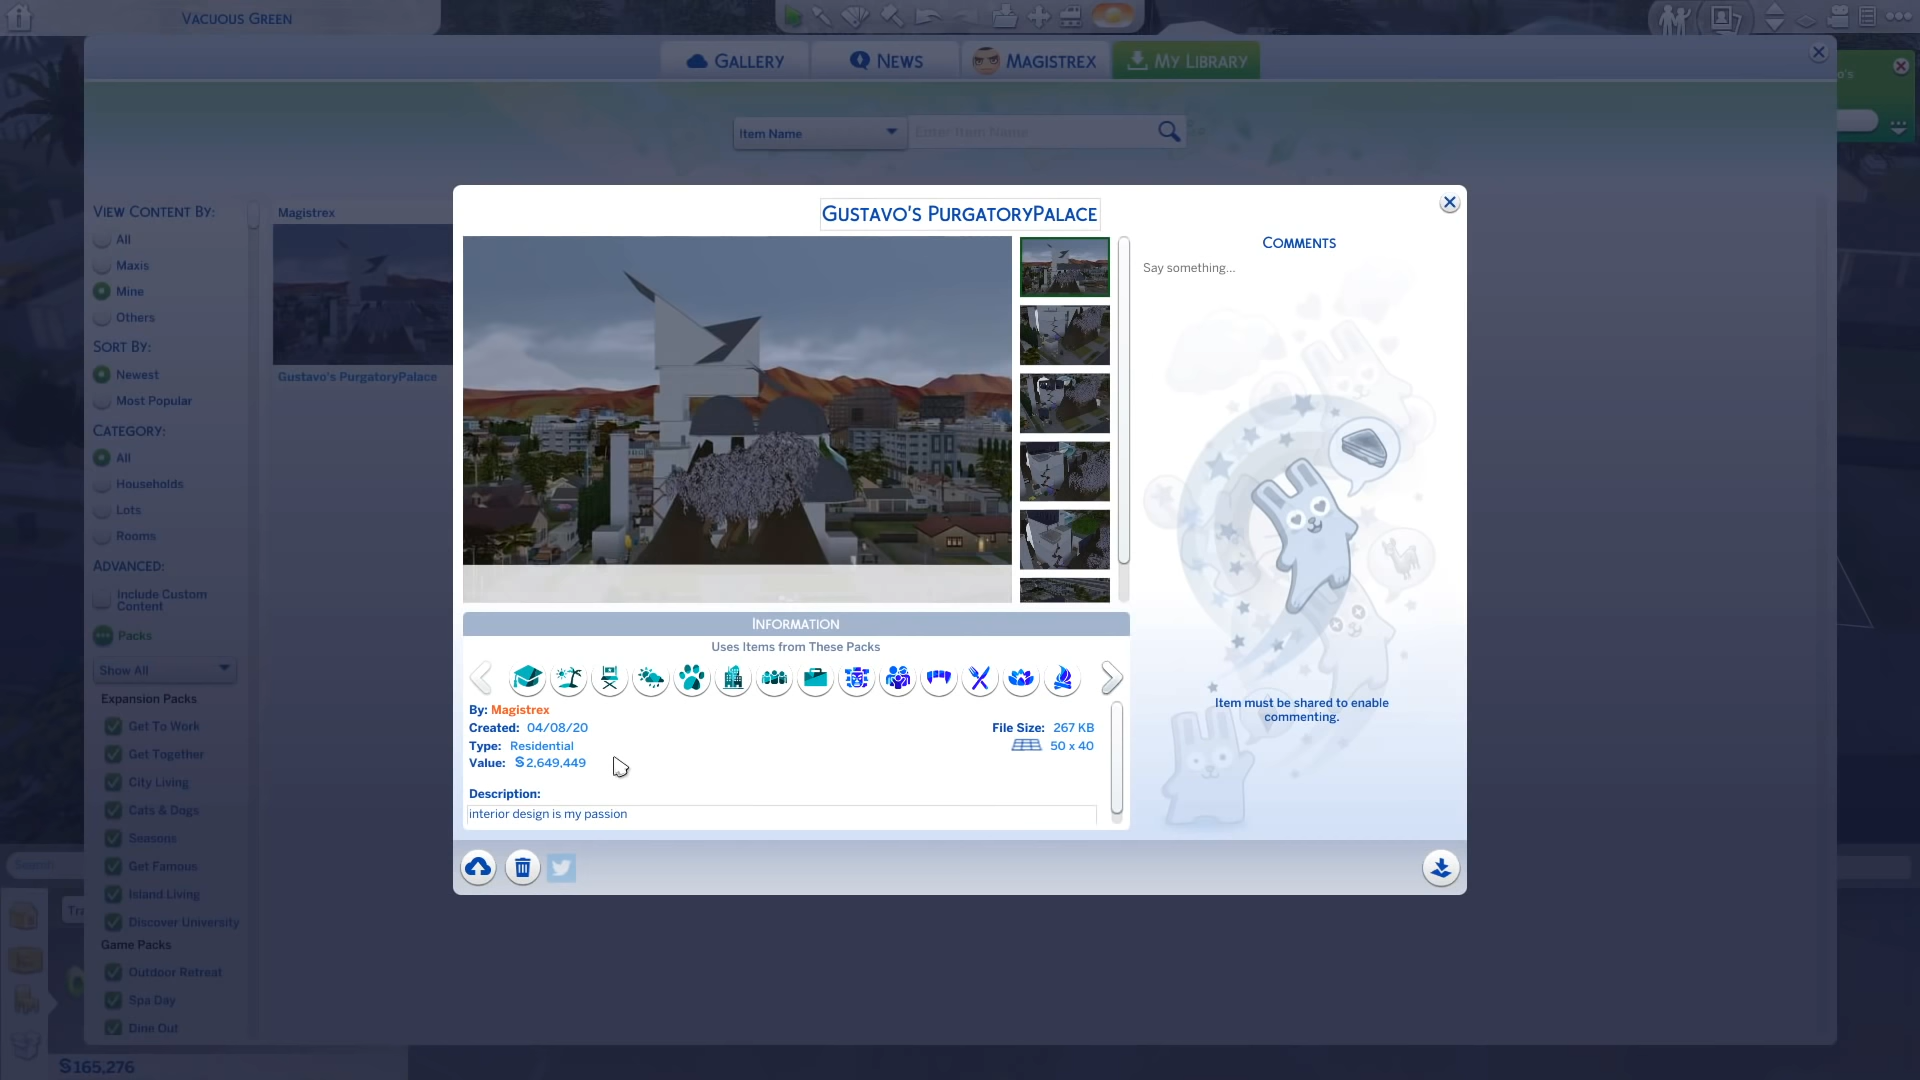 Vacuous Green
Gallery
News
Magistrex
My Library
Item Name
Enter Item Name
View Content By:
All
Maxis
Mine
Others
Sort By:
Newest
Most Popular
Category:
All
Households
Lots
Rooms
Advanced:
Include Custom
Content
Packs
Show All
Expansion Packs
Get To Work
Get Together
City Living
Cats & Dogs
Seasons
Get Famous
Island Living
Discover University
Game Packs
Outdoor Retreat
Spa Day
Dine Out
Magistrex
Gustavo's PurgatoryPalace
Gustavo's PurgatoryPalace
Information
Uses Items from These Packs
By: Magistrex
Created: 04/08/20
Type: Residential
Value: §2,649,449
File Size: 267 KB
50 x 40
Description:
interior design is my passion
Comments
Say something...
Item must be shared to enable
commenting.
Search
§165,276